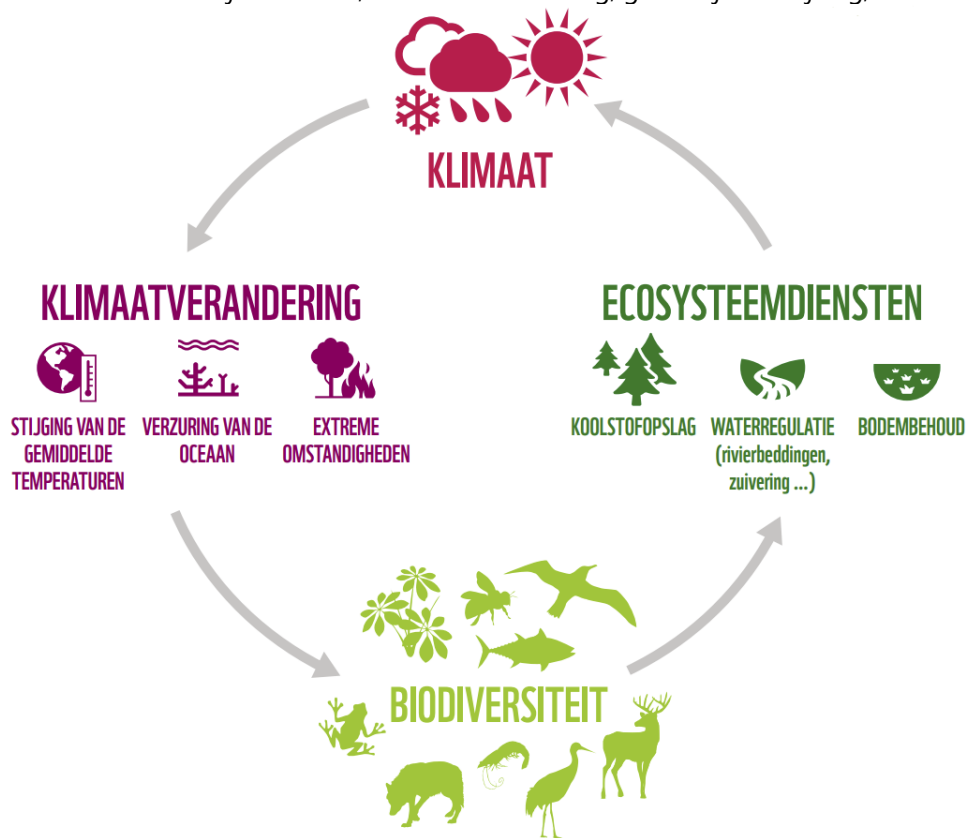 KLIMAAT
KLIMAATVERANDERING
STIJGING VAN DE
GEMIDDELDE
TEMPERATUREN
VERZURING VAN DE
OCEAAN
EXTREME
OMSTANDIGHEDEN
ECOSYSTEEMDIENSTEN
KOOLSTOFOPSLAG
WATERREGULATIE
(rivierbeddingen,
zuivering ...)
BODEMBEHOUD
BIODIVERSITEIT